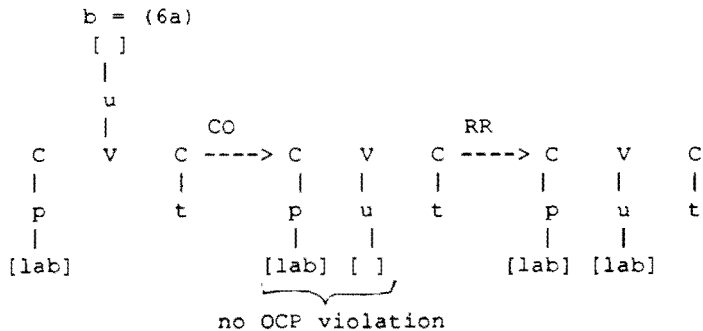 b = (6a)
[ ]
|
u
| CO RR
C V C ----> C V C ----> C V C
| | | | | | | |
p t p u t p u t
| | | | |
[lab] [lab] [ ] [lab] [lab]
no OCP violation